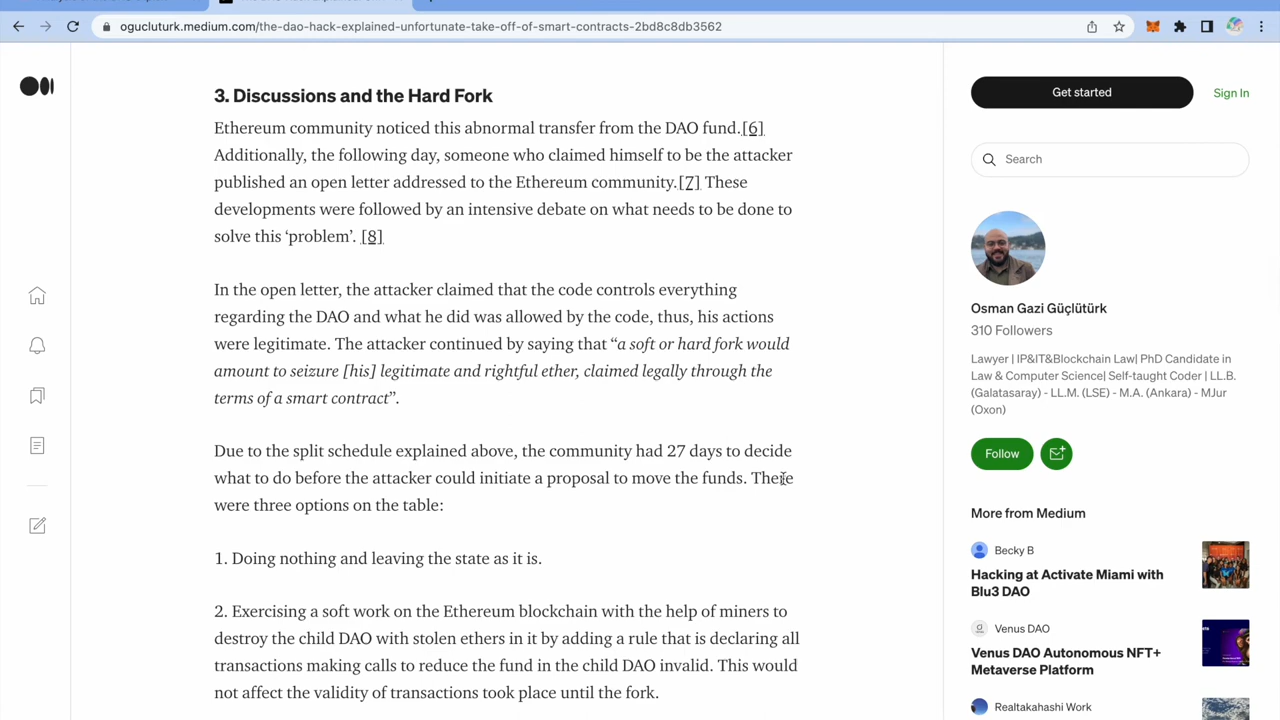 ogucluturk.medium.com/the-dao-hack-explained-unfortunate-take-off-of-smart-contracts-2bd8c8db3562
3. Discussions and the Hard Fork
Ethereum community noticed this abnormal transfer from the DAO fund.[6]
Additionally, the following day, someone who claimed himself to be the attacker
published an open letter addressed to the Ethereum community.[7] These
developments were followed by an intensive debate on what needs to be done to
solve this ‘problem’. [8]
In the open letter, the attacker claimed that the code controls everything
regarding the DAO and what he did was allowed by the code, thus, his actions
were legitimate. The attacker continued by saying that “a soft or hard fork would
amount to seizure [his] legitimate and rightful ether, claimed legally through the
terms of a smart contract”.
Due to the split schedule explained above, the community had 27 days to decide
what to do before the attacker could initiate a proposal to move the funds. There
were three options on the table:
1. Doing nothing and leaving the state as it is.
2. Exercising a soft work on the Ethereum blockchain with the help of miners to
destroy the child DAO with stolen ethers in it by adding a rule that is declaring all
transactions making calls to reduce the fund in the child DAO invalid. This would
not affect the validity of transactions took place until the fork.
Get started
Sign In
Search
Osman Gazi Güçlütürk
310 Followers
Lawyer | IP&IT&Blockchain Law| PhD Candidate in
Law & Computer Science| Self-taught Coder | LL.B.
(Galatasaray) - LL.M. (LSE) - M.A. (Ankara) - MJur
(Oxon)
Follow
More from Medium
Becky B
Hacking at Activate Miami with
Blu3 DAO
Venus DAO
Venus DAO Autonomous NFT+
Metaverse Platform
Realtakahashi Work